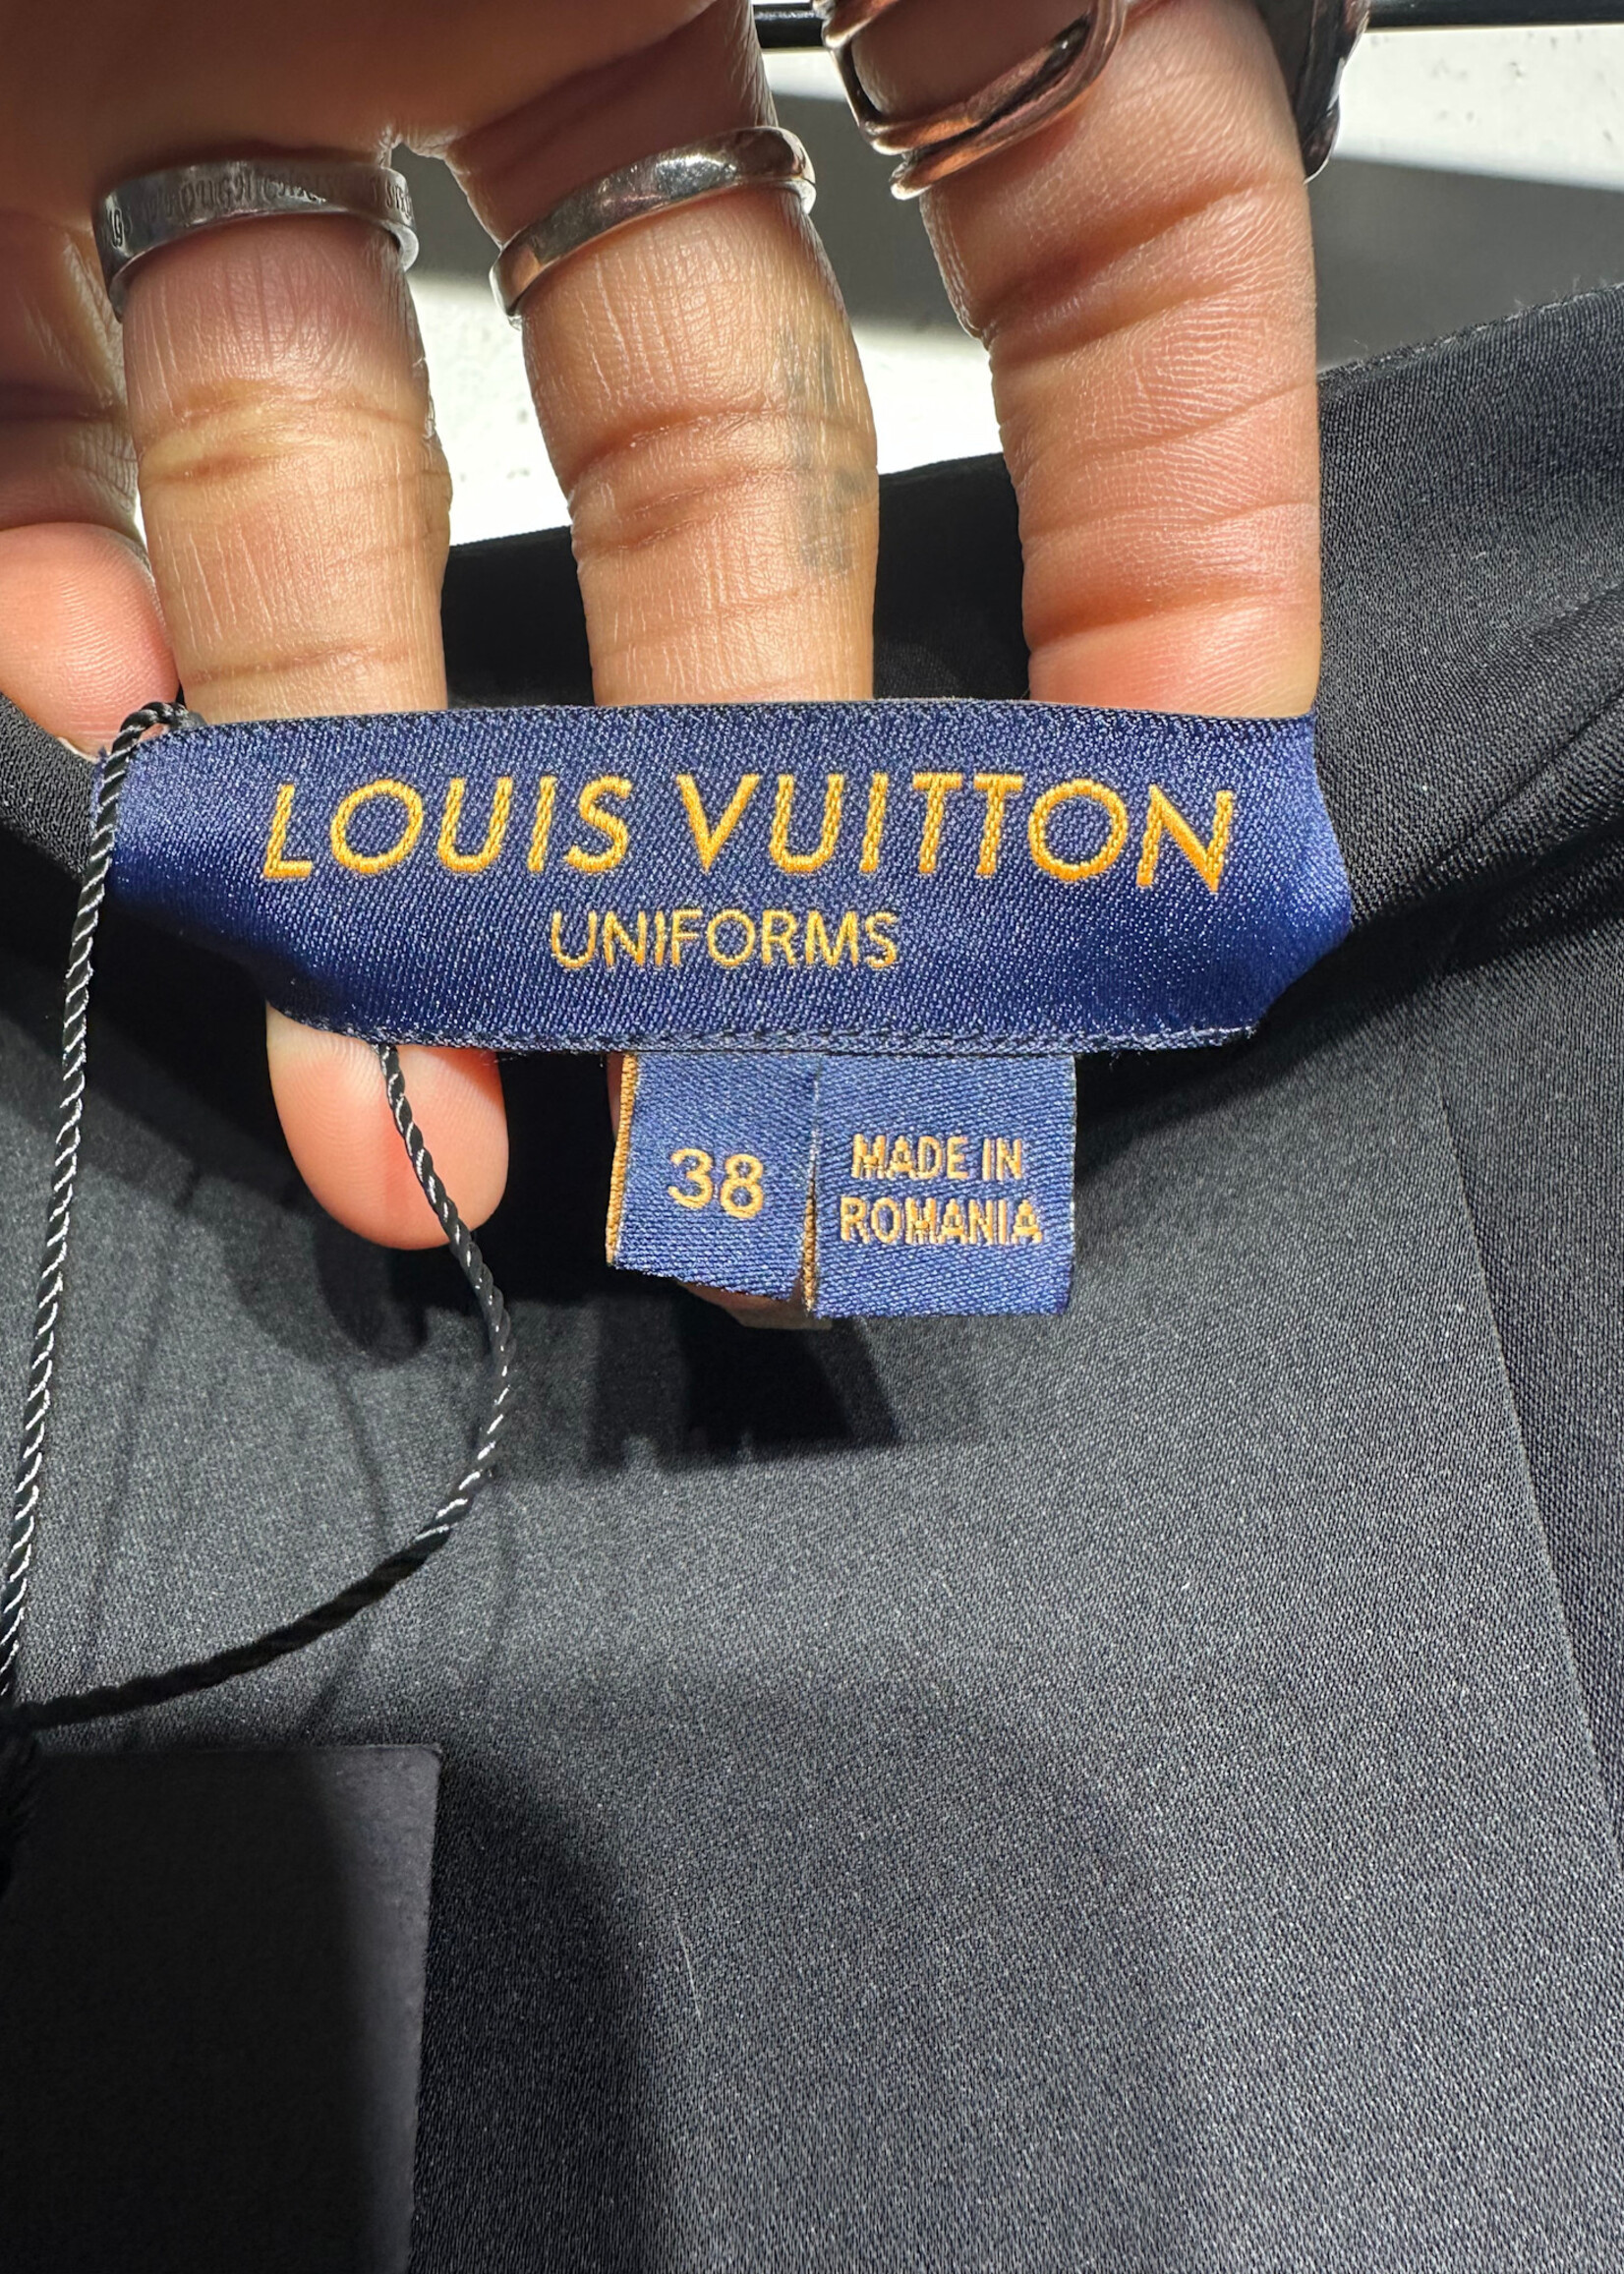 LOUIS VUITTON
UNIFORMS
38
MADE IN
ROMANIA